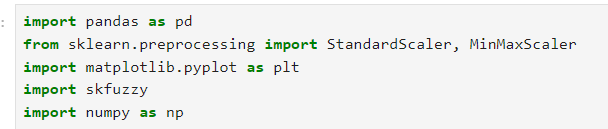 :
import pandas as pd
from sklearn.preprocessing import StandardScaler, MinMaxScaler
import matplotlib.pyplot as plt
import skfuzzy
import numpy as np